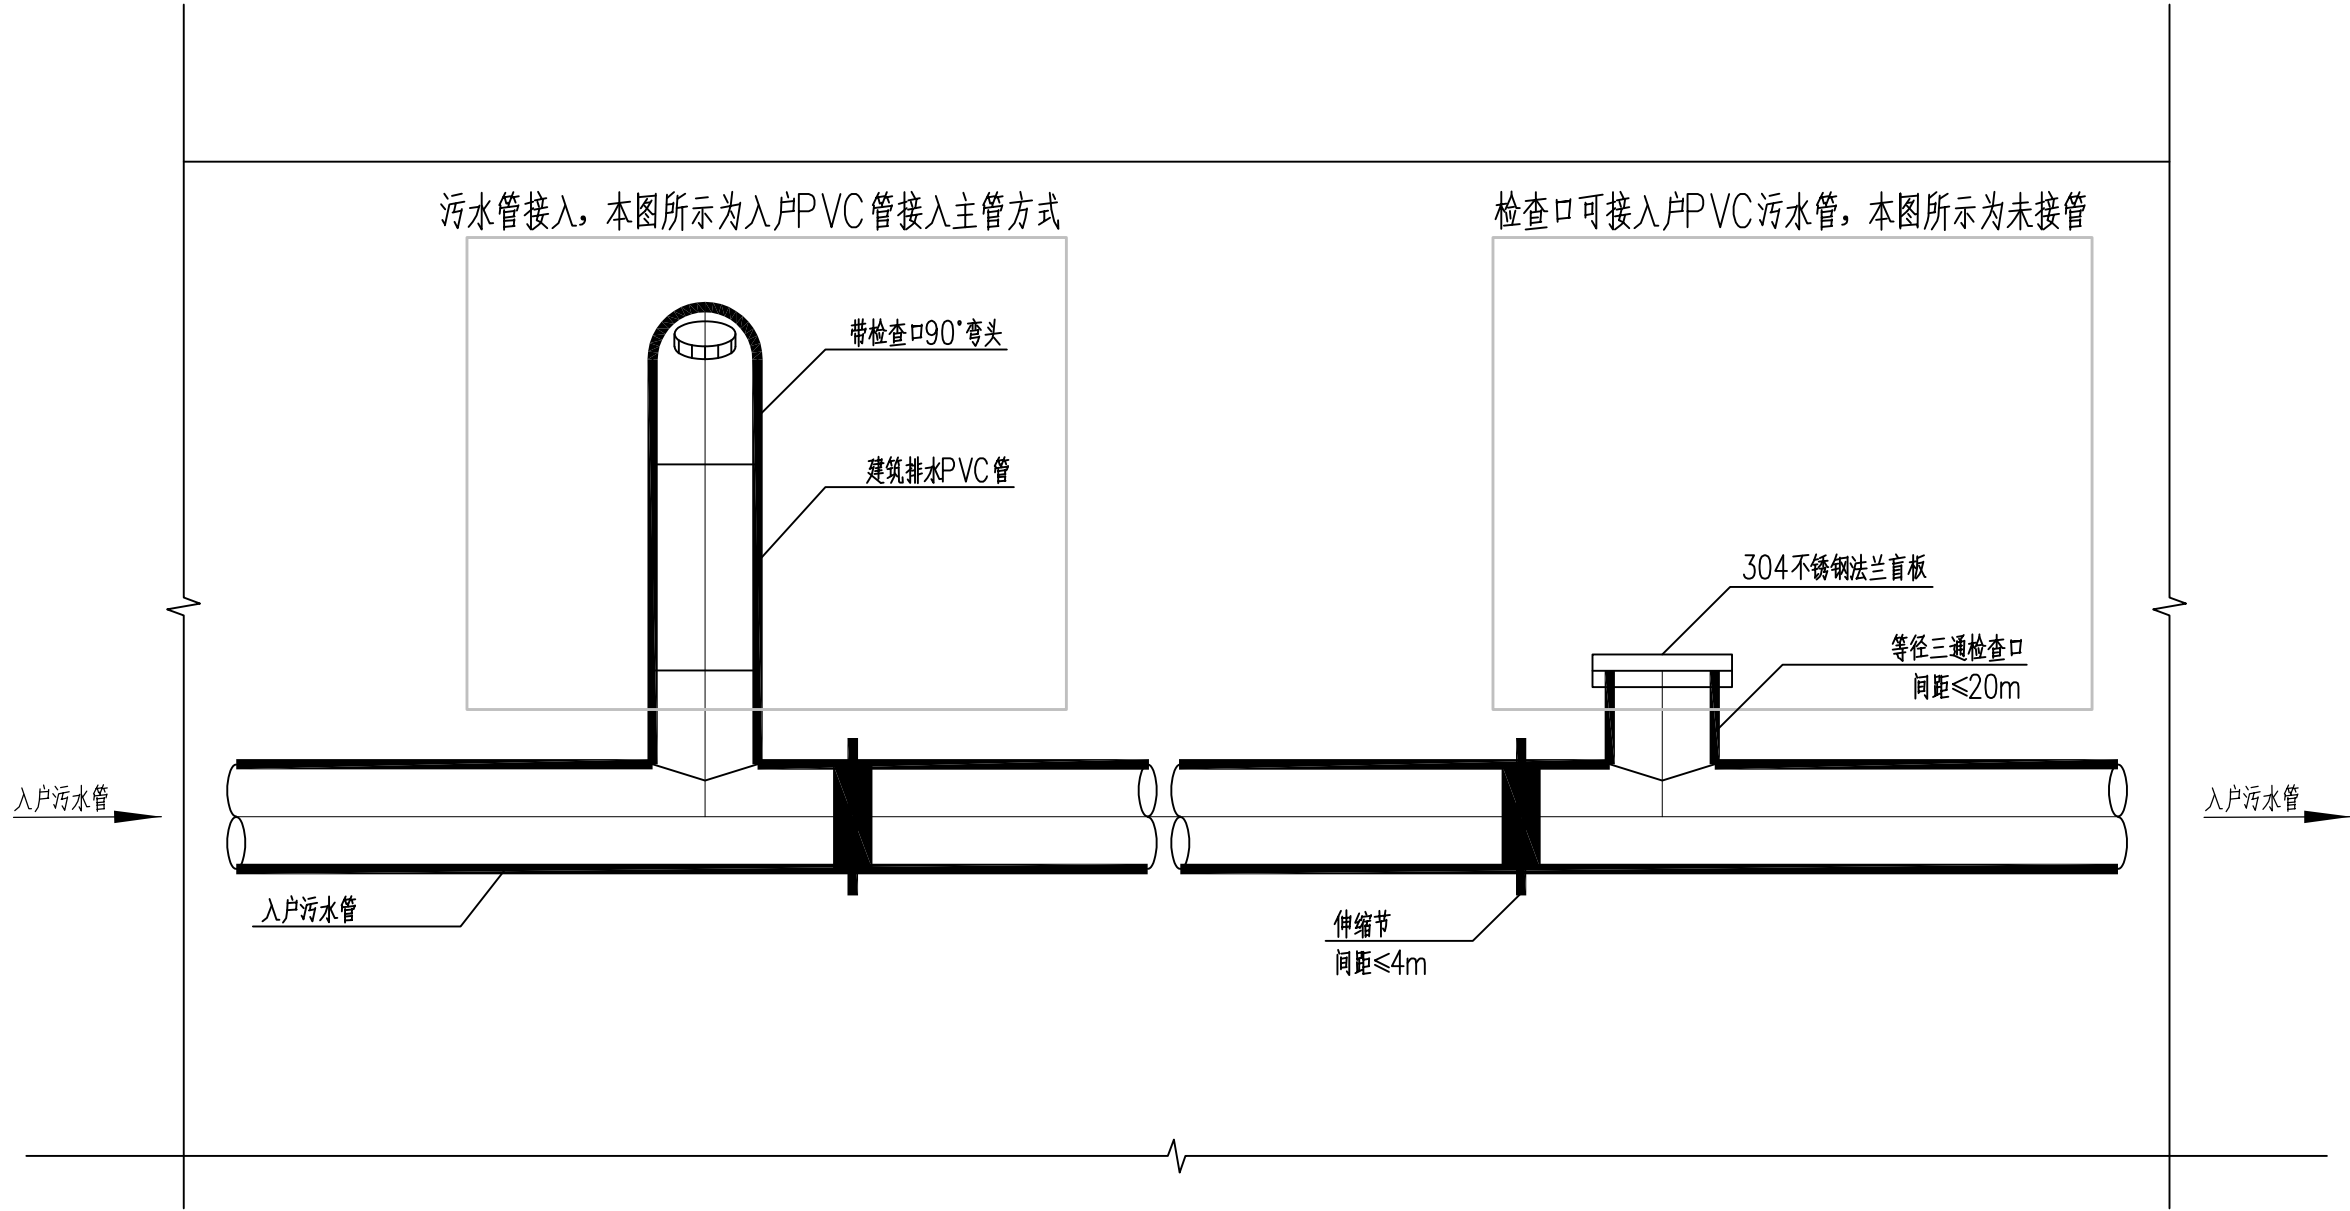 污水管接入，本图所示为入户PVC管接入主管方式
检查口可接入户PVC污水管，本图所示为未接管
带检查口90°弯头
建筑排水PVC管
304不锈钢法兰盲板
等径三通检查口
间距≤20m
入户污水管
入户污水管
入户污水管
伸缩节
间距≤4m